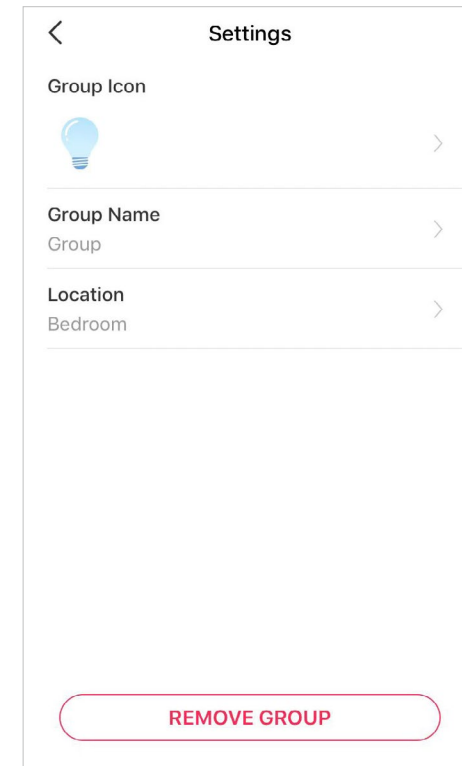 Settings
Group Icon
Group Name
Group
Location
Bedroom
REMOVE GROUP